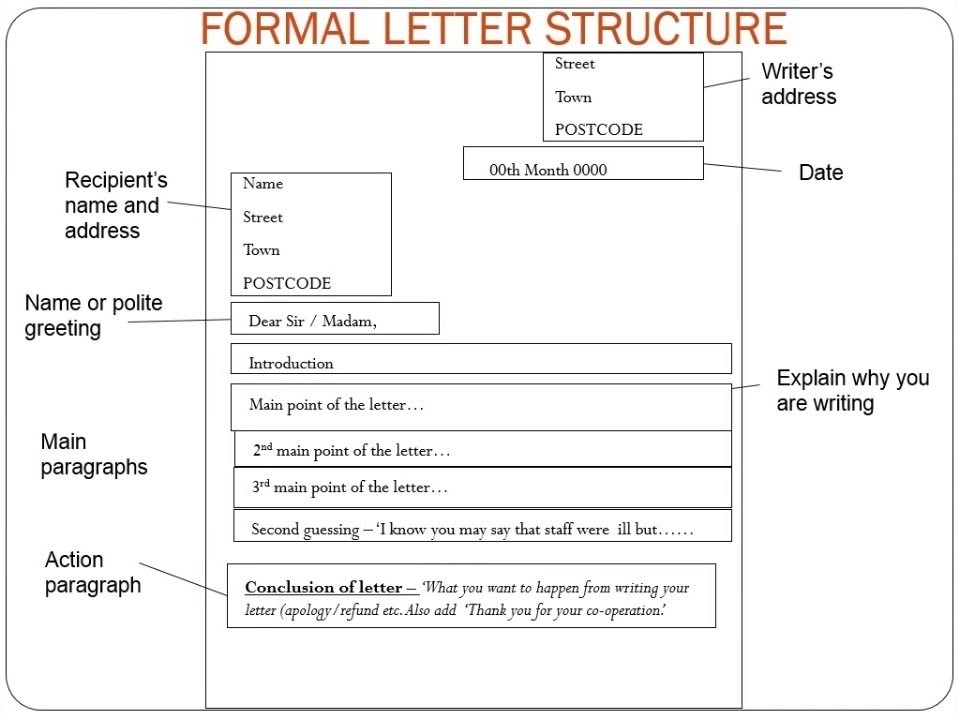 FORMAL LETTER STRUCTURE
Street
Town
POSTCODE
Writer's
address
00th Month 0000
Date
Recipient's
name and
address
Name
Street
Town
POSTCODE
Name or polite
greeting
Dear Sir / Madam,
Introduction
Explain why you
are writing
Main point of the letter…
Main
paragraphs
2nd main point of the letter…
3rd main point of the letter…
Second guessing – ‘I know you may say that staff were ill but……
Action
paragraph
Conclusion of letter – ‘What you want to happen from writing your
letter (apology/refund etc. Also add ‘Thank you for your co-operation.’